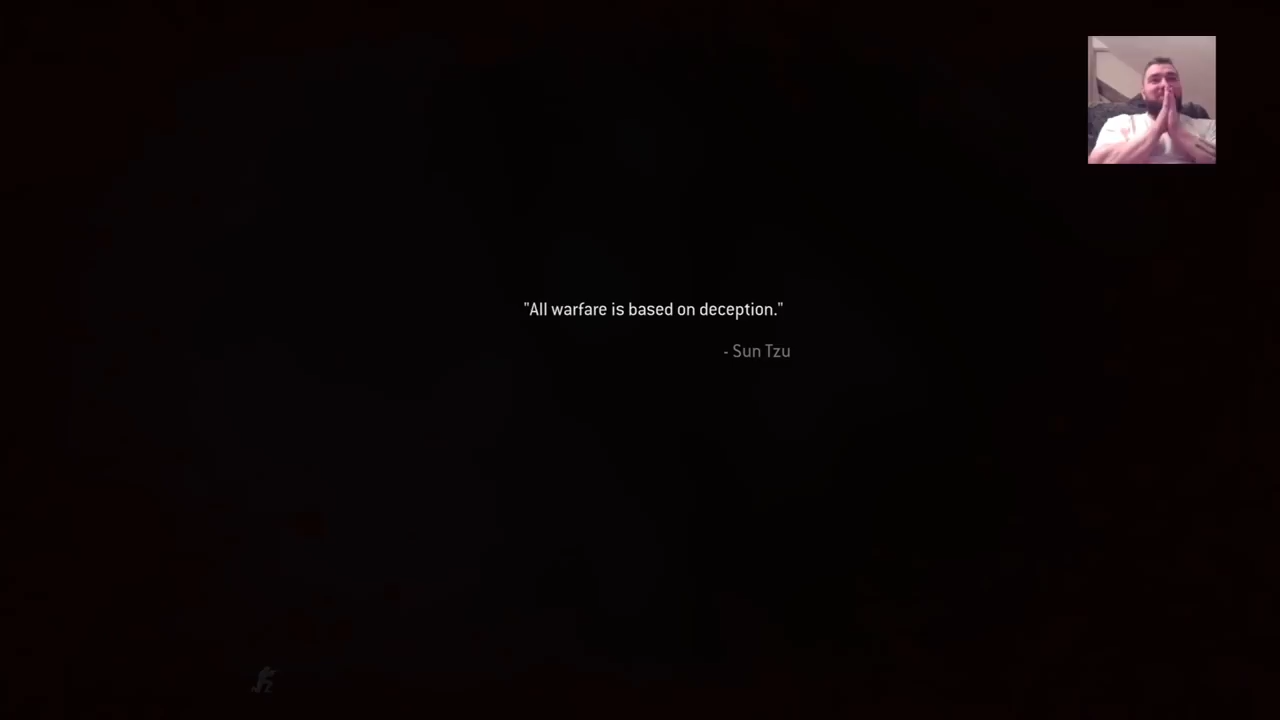 "All warfare is based on deception."
- Sun Tzu